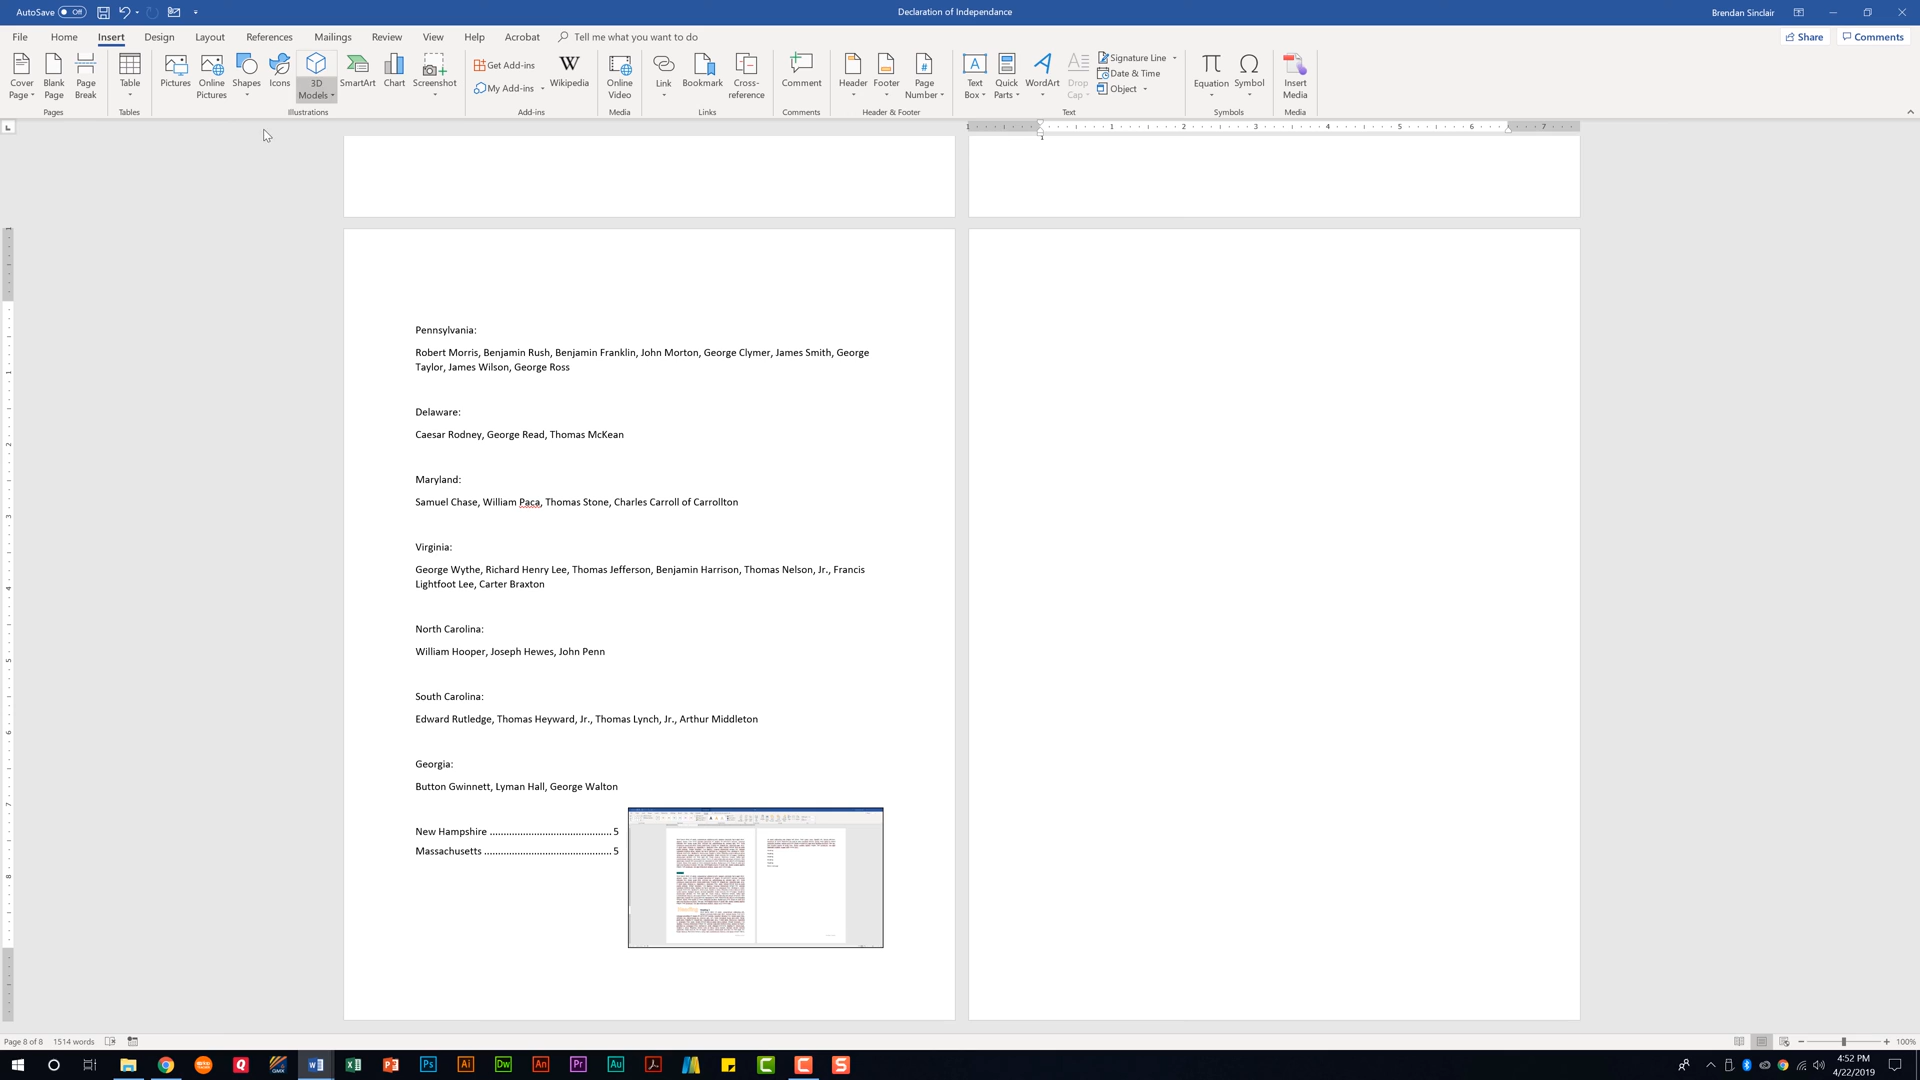 AutoSave Off
Declaration of Independance
Brendan Sinclair
File Home Insert Design Layout References Mailings Review View Help Acrobat Tell me what you want to do
Share Comments
Cover Page
Blank Page
Page Break
Table
Pictures
Online Pictures
Shapes
Icons
3D Models
SmartArt
Chart
Screenshot
Get Add-ins
My Add-ins
Wikipedia
Online Video
Link
Bookmark
Cross-reference
Comment
Header
Footer
Page Number
Text Box
Quick Parts
WordArt
Drop Cap
Signature Line
Date & Time
Object
Equation
Symbol
Insert Media
Pages Tables Illustrations Add-ins Media Links Comments Header & Footer Text Symbols Media
Pennsylvania:
Robert Morris, Benjamin Rush, Benjamin Franklin, John Morton, George Clymer, James Smith, George
Taylor, James Wilson, George Ross
Delaware:
Caesar Rodney, George Read, Thomas McKean
Maryland:
Samuel Chase, William Paca, Thomas Stone, Charles Carroll of Carrollton
Virginia:
George Wythe, Richard Henry Lee, Thomas Jefferson, Benjamin Harrison, Thomas Nelson, Jr., Francis
Lightfoot Lee, Carter Braxton
North Carolina:
William Hooper, Joseph Hewes, John Penn
South Carolina:
Edward Rutledge, Thomas Heyward, Jr., Thomas Lynch, Jr., Arthur Middleton
Georgia:
Button Gwinnett, Lyman Hall, George Walton
New Hampshire ............................................. 5
Massachusetts ............................................... 5
Page 8 of 8 1514 words
100%
4:52 PM
4/22/2019